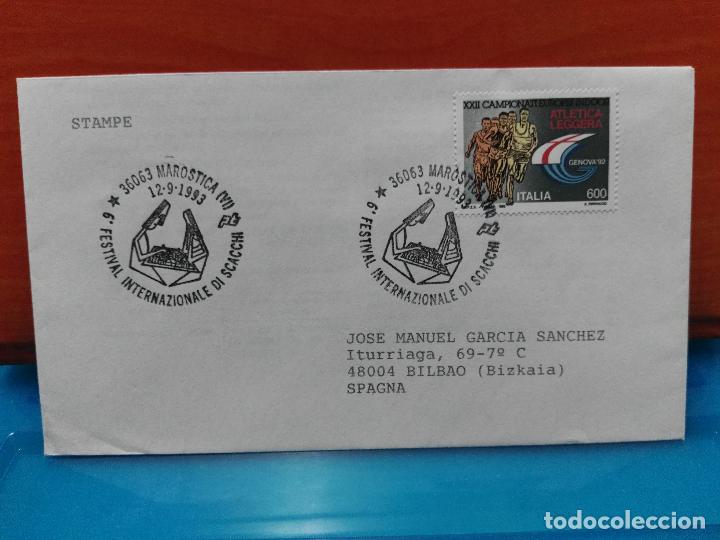 STAMPE
XXII CAMPIONATI EUROPEI INDOOR
ATLETICA
LEGGERA
GENOVA '92
ITALIA
600
36063 MAROSTICA (VI)
12-9-1993
★ 6° FESTIVAL INTERNAZIONALE DI SCACCHI
36063 MAROSTICA (VI)
12-9-1993
★ 6° FESTIVAL INTERNAZIONALE DI SCACCHI
JOSE MANUEL GARCIA SANCHEZ
Iturriaga, 69-7º C
48004 BILBAO (Bizkaia)
SPAGNA
todocoleccion